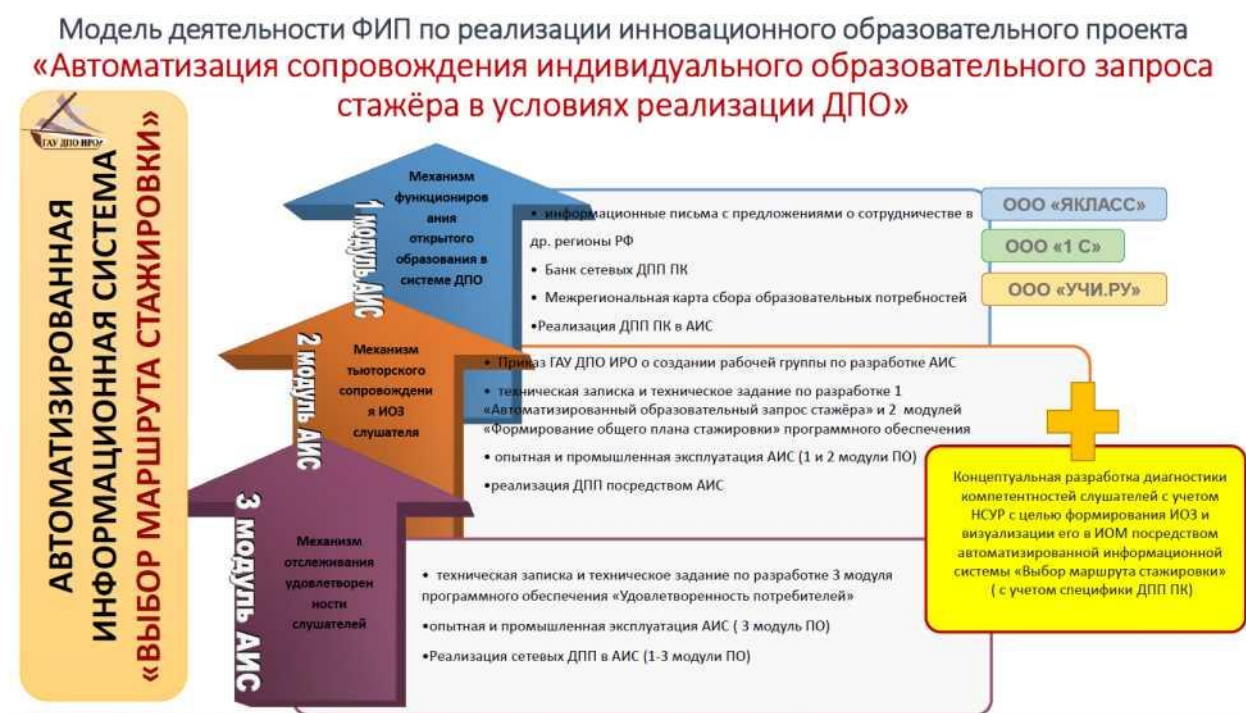 Модель деятельности ФИП по реализации инновационного образовательного проекта
«Автоматизация сопровождения индивидуального образовательного запроса
стажёра в условиях реализации ДПО»
ГАУ ДПО ИРО
АВТОМАТИЗИРОВАННАЯ
ИНФОРМАЦИОННАЯ СИСТЕМА
«ВЫБОР МАРШРУТА СТАЖИРОВКИ»
1 модуль АИС
Механизм
функциониров
ания
открытого
образования в
системе ДПО
• информационные письма с предложениями о сотрудничестве в
др. регионы РФ
• Банк сетевых ДПП ПК
• Межрегиональная карта сбора образовательных потребностей
•Реализация ДПП ПК в АИС
ООО «ЯКЛАСС»
ООО «1 С»
ООО «УЧИ.РУ»
2 модуль АИС
Механизм
тьюторского
сопровождени
я ИОЗ
слушателя
• Приказ ГАУ ДПО ИРО о создании рабочей группы по разработке АИС
• техническая записка и техническое задание по разработке 1
«Автоматизированный образовательный запрос стажёра» и 2 модулей
«Формирование общего плана стажировки» программного обеспечения
• опытная и промышленная эксплуатация АИС (1 и 2 модули ПО)
•реализация ДПП посредством АИС
Концептуальная разработка диагностики
компетентностей слушателей с учетом
НСУР с целью формирования ИОЗ и
визуализации его в ИОМ посредством
автоматизированной информационной
системы «Выбор маршрута стажировки»
( с учетом специфики ДПП ПК)
3 модуль АИС
Механизм
отслеживания
удовлетворен
ности
слушателей
• техническая записка и техническое задание по разработке 3 модуля
программного обеспечения «Удовлетворенность потребителей»
•опытная и промышленная эксплуатация АИС ( 3 модуль ПО)
•Реализация сетевых ДПП в АИС (1-3 модули ПО)